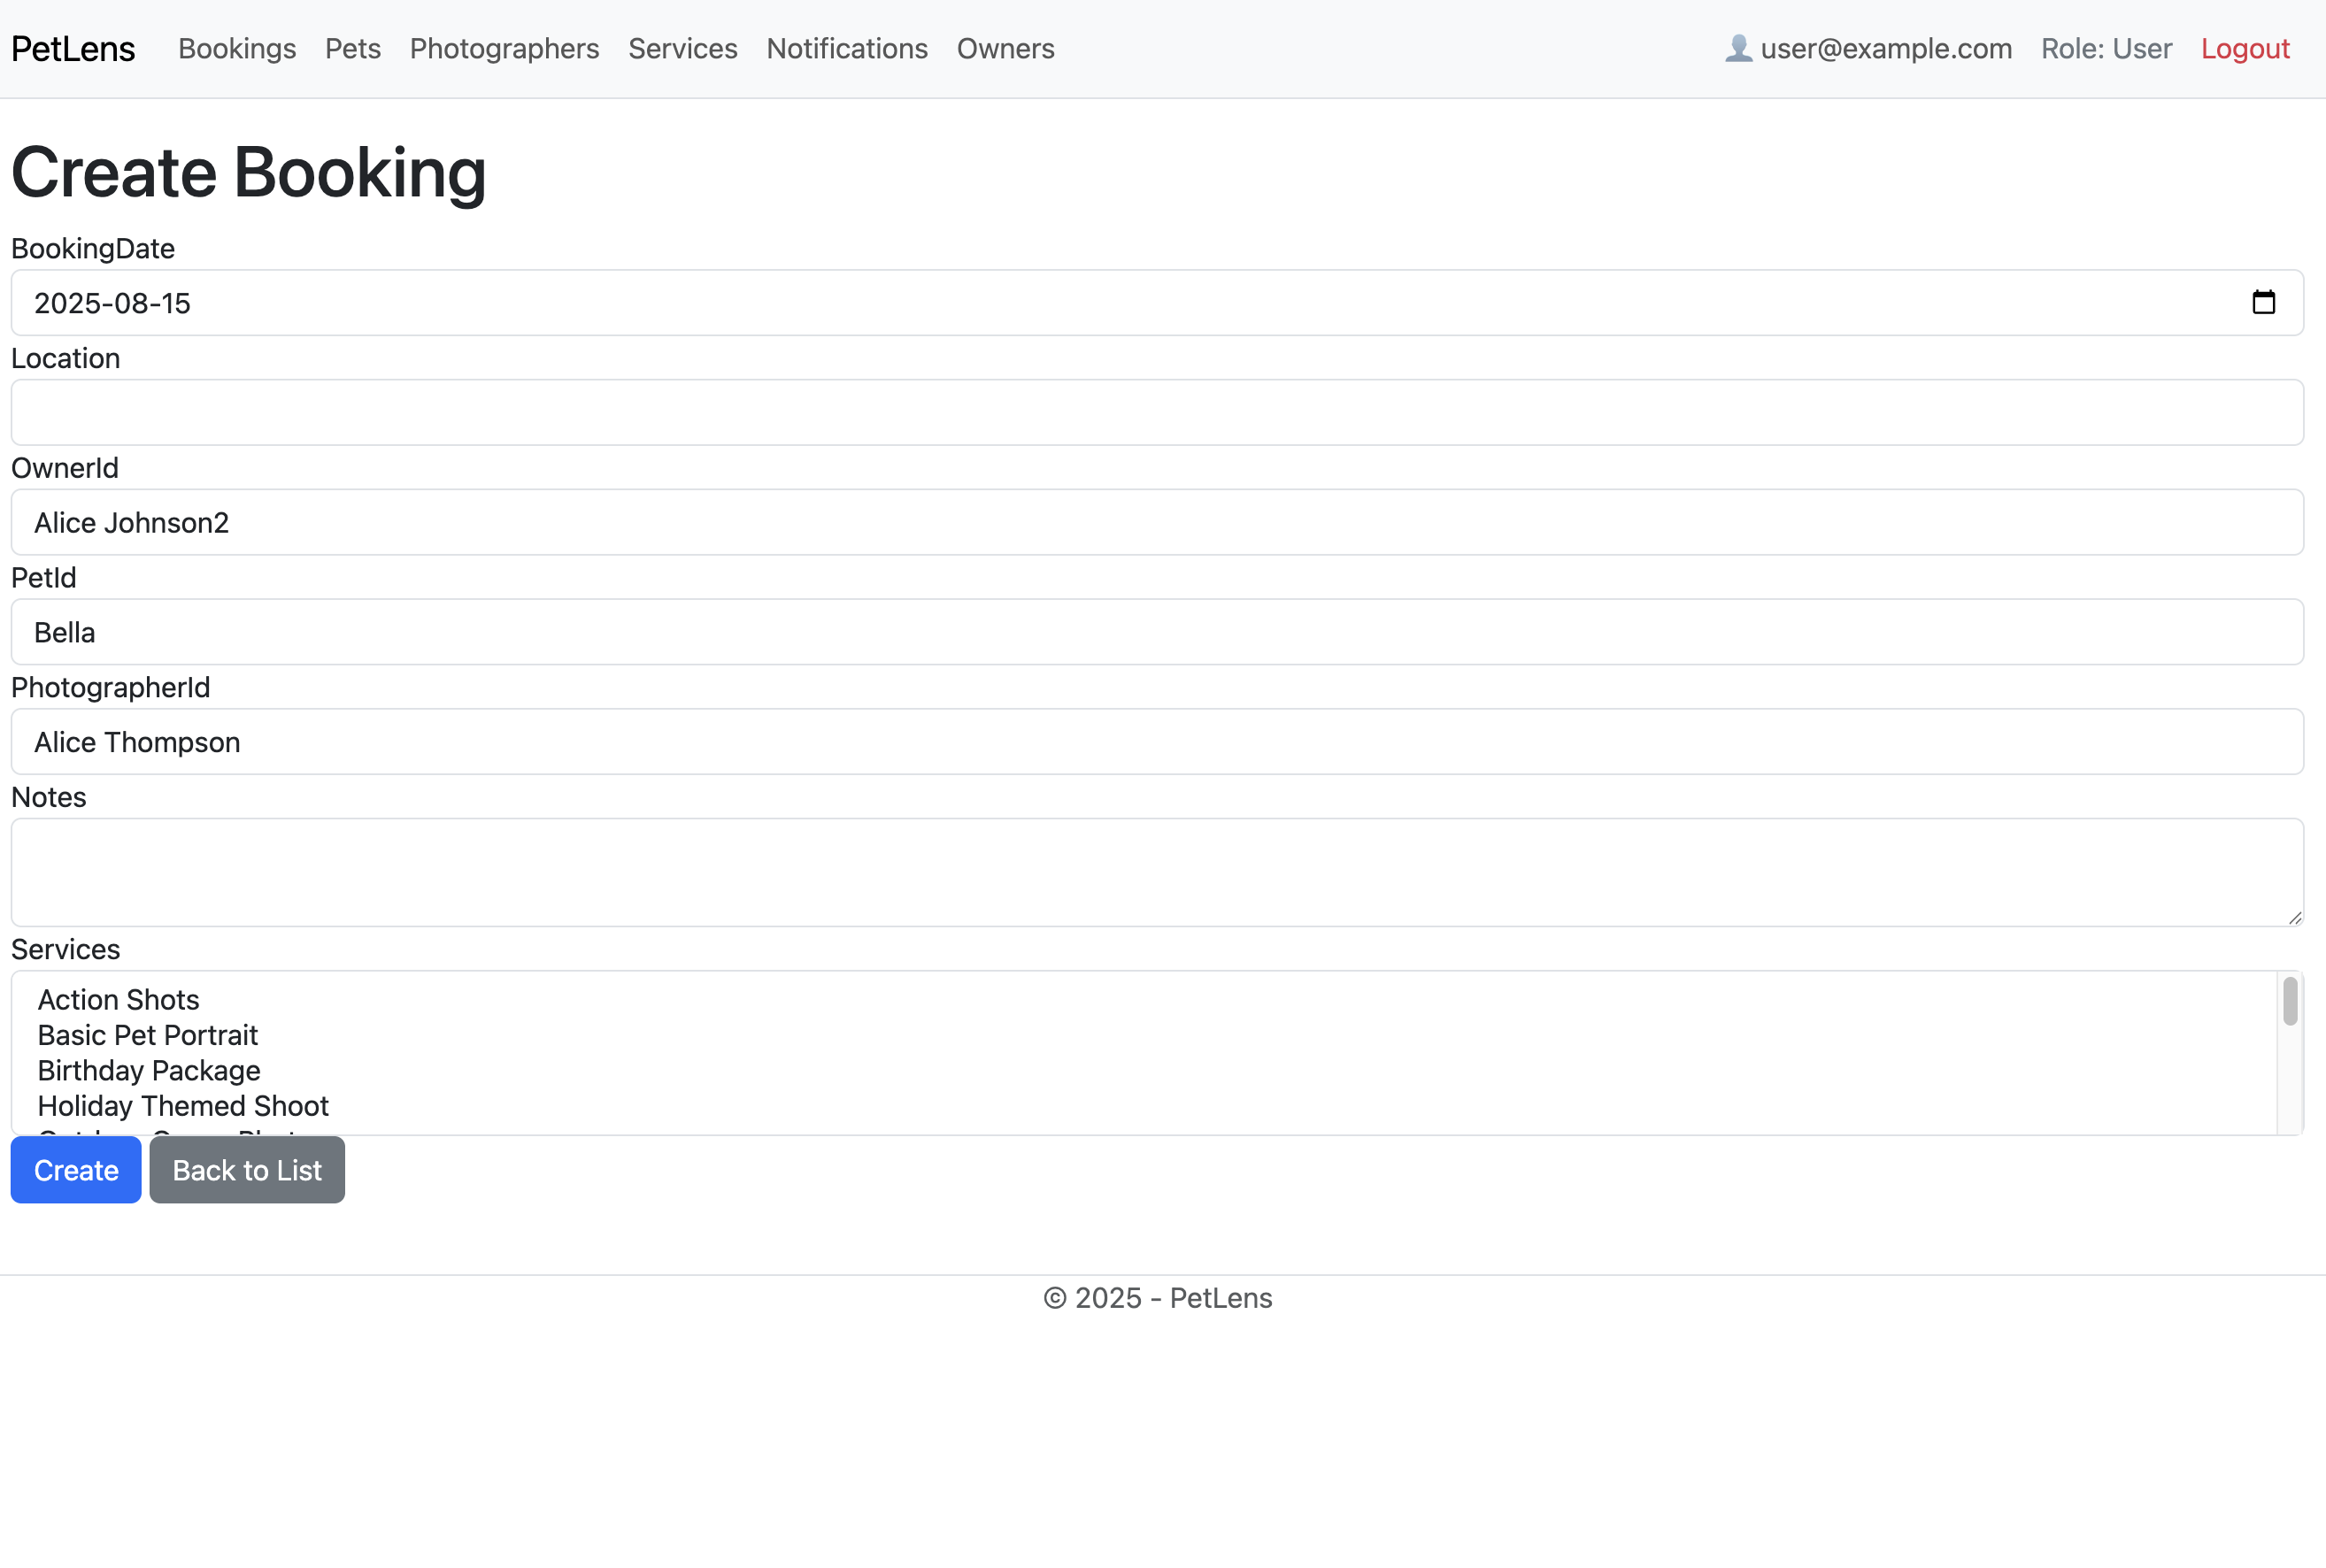 PetLens Bookings Pets Photographers Services Notifications Owners user@example.com Role: User Logout
Create Booking
BookingDate
2025-08-15
Location
OwnerId
Alice Johnson2
PetId
Bella
PhotographerId
Alice Thompson
Notes
Services
Action Shots
Basic Pet Portrait
Birthday Package
Holiday Themed Shoot
Create Back to List
© 2025 - PetLens